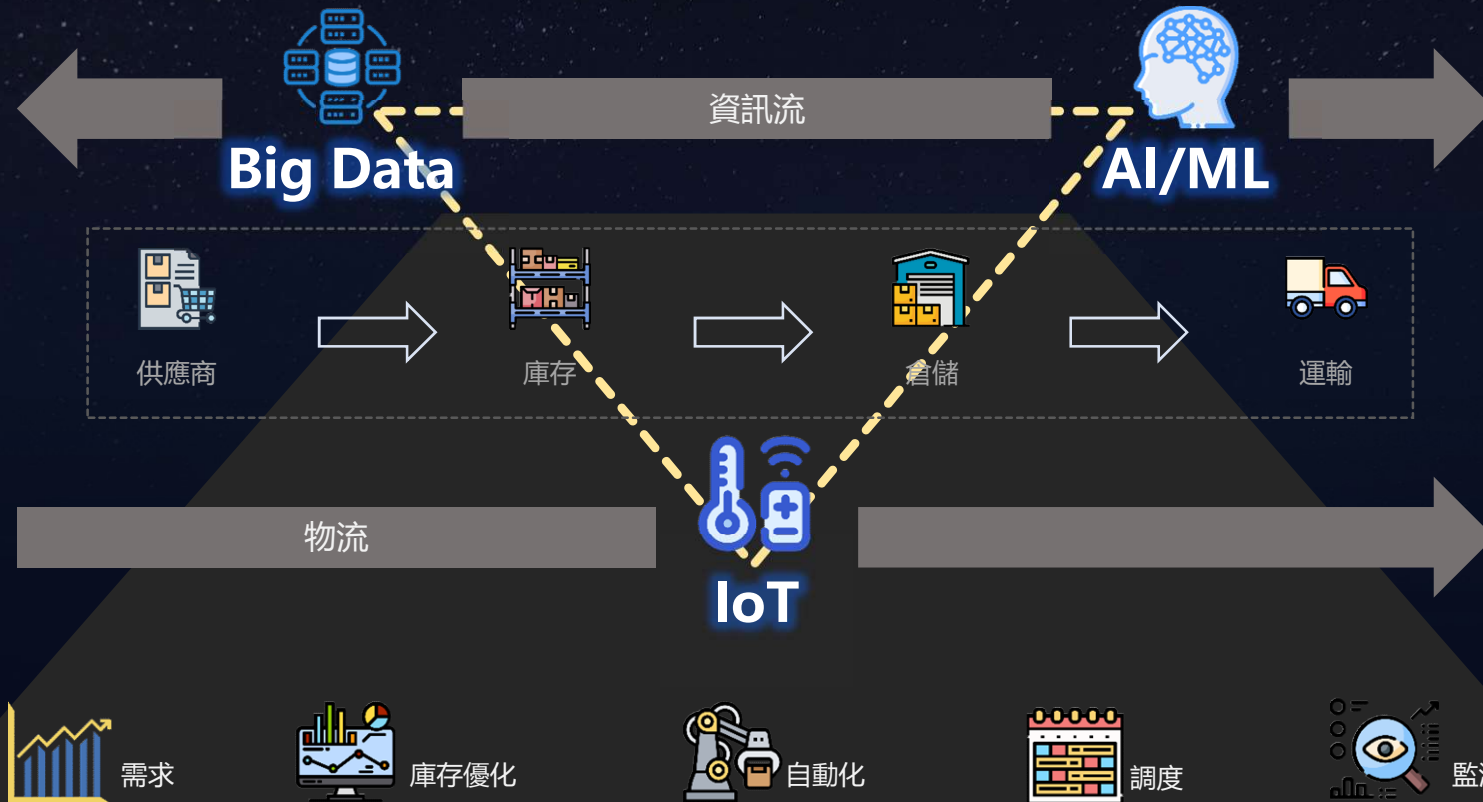 資訊流
Big Data
AI/ML
供應商
庫存
倉儲
運輸
物流
IoT
需求
庫存優化
自動化
調度